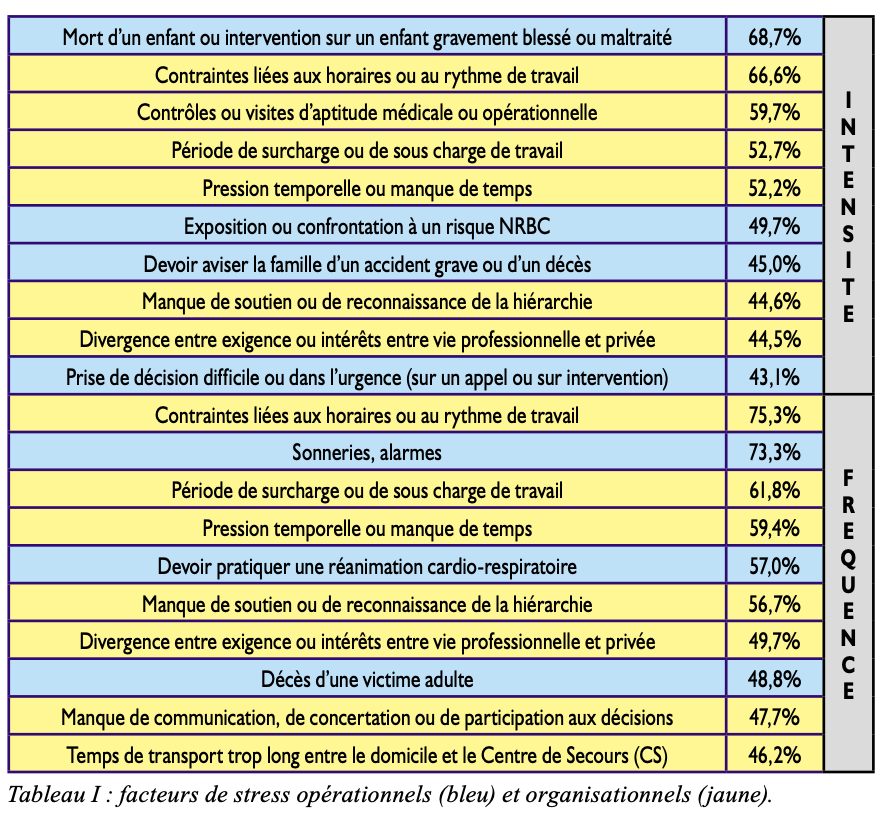 Mort d'un enfant ou intervention sur un enfant gravement blessé ou maltraité 68,7%
Contraintes liées aux horaires ou au rythme de travail 66,6%
Contrôles ou visites d'aptitude médicale ou opérationnelle 59,7%
Période de surcharge ou de sous charge de travail 52,7%
Pression temporelle ou manque de temps 52,2%
Exposition ou confrontation à un risque NRBC 49,7%
Devoir aviser la famille d'un accident grave ou d'un décès 45,0%
Manque de soutien ou de reconnaissance de la hiérarchie 44,6%
Divergence entre exigence ou intérêts entre vie professionnelle et privée 44,5%
Prise de décision difficile ou dans l'urgence (sur un appel ou sur intervention) 43,1%
INTENSITE
Contraintes liées aux horaires ou au rythme de travail 75,3%
Sonneries, alarmes 73,3%
Période de surcharge ou de sous charge de travail 61,8%
Pression temporelle ou manque de temps 59,4%
Devoir pratiquer une réanimation cardio-respiratoire 57,0%
Manque de soutien ou de reconnaissance de la hiérarchie 56,7%
Divergence entre exigence ou intérêts entre vie professionnelle et privée 49,7%
Décès d'une victime adulte 48,8%
Manque de communication, de concertation ou de participation aux décisions 47,7%
Temps de transport trop long entre le domicile et le Centre de Secours (CS) 46,2%
FREQUENCE
Tableau I : facteurs de stress opérationnels (bleu) et organisationnels (jaune).